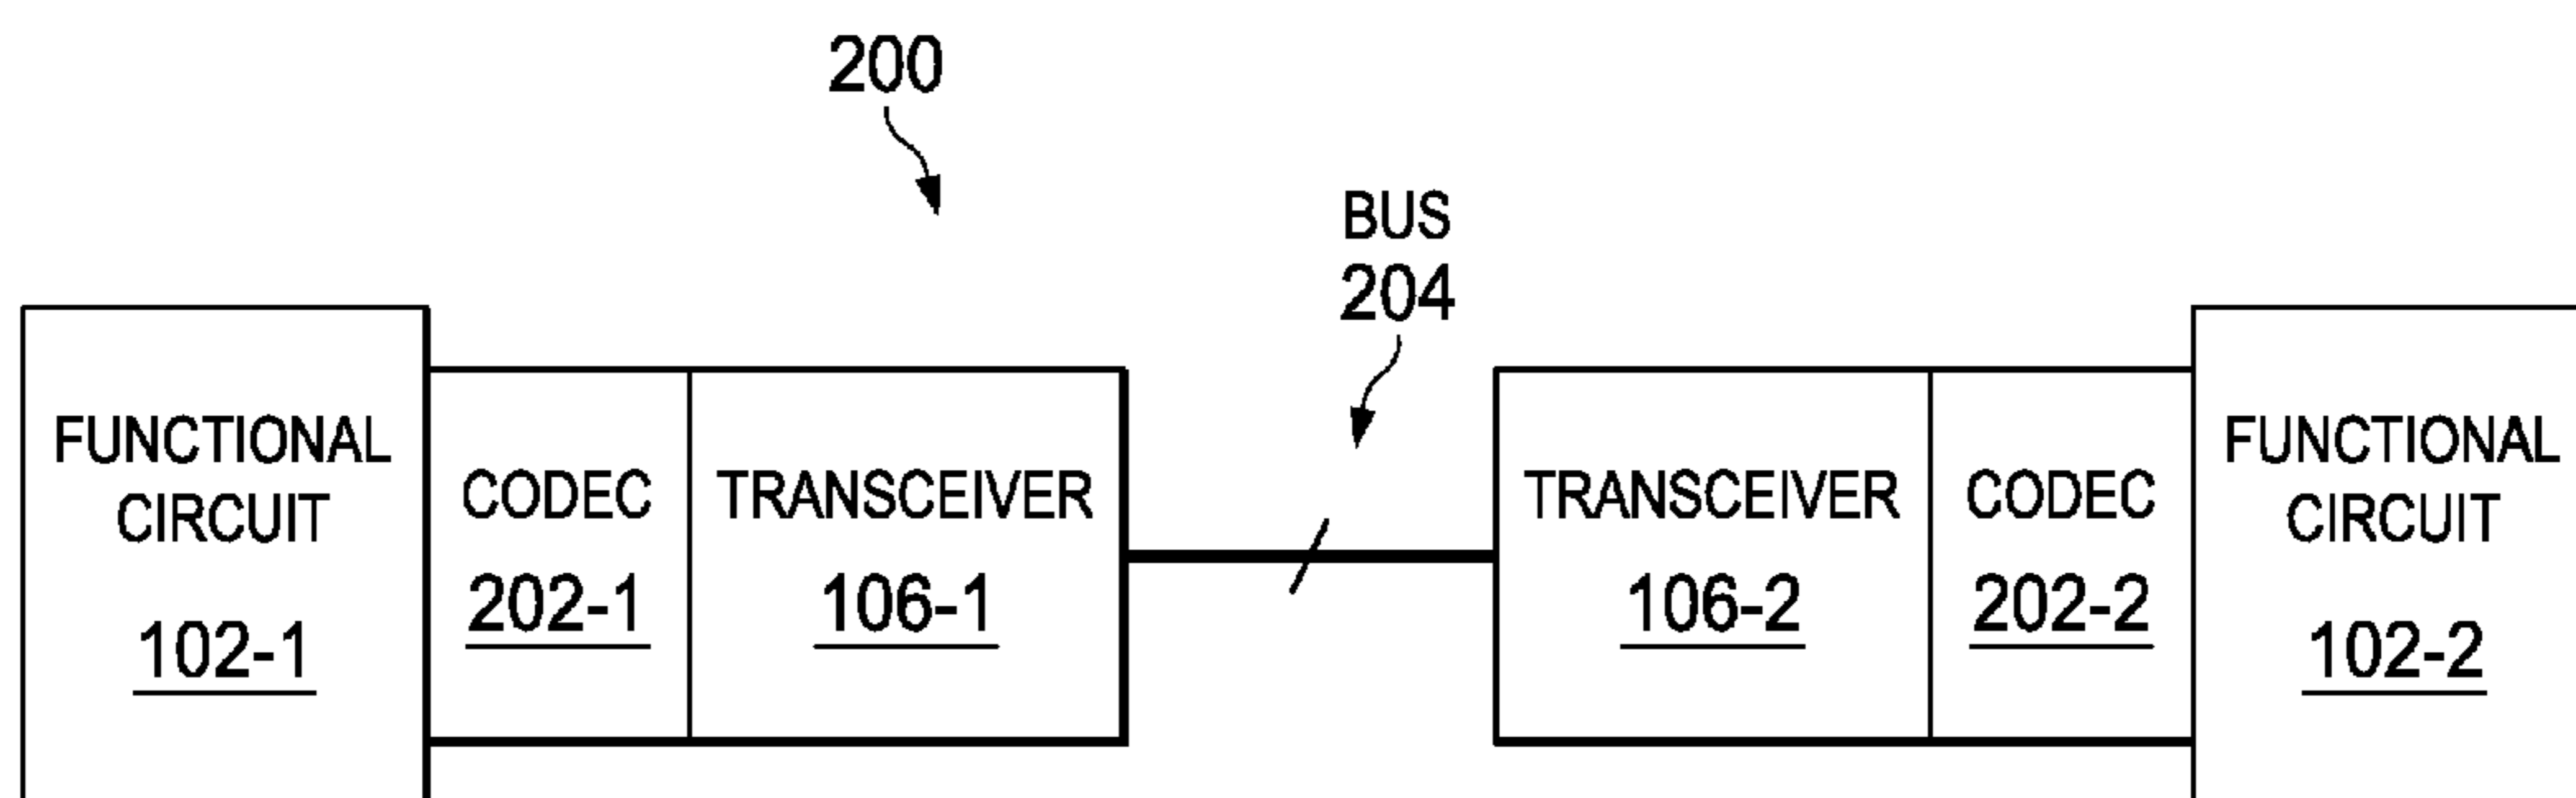 200
BUS
204
FUNCTIONAL
CIRCUIT
102-1
CODEC
202-1
TRANSCEIVER
106-1
TRANSCEIVER
106-2
CODEC
202-2
FUNCTIONAL
CIRCUIT
102-2